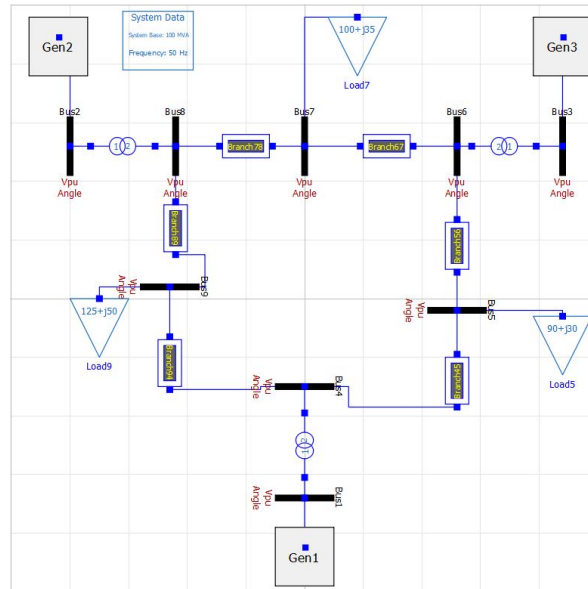 System Data
System Base: 100 MVA
Frequency: 50 Hz
Gen2
100+j35
Load7
Gen3
Bus2
Bus8
Bus7
Bus6
Bus3
1 2
Branch78
Branch67
2 1
Vpu
Angle
Vpu
Angle
Vpu
Angle
Vpu
Angle
Vpu
Angle
Branch89
Branch56
Vpu
Angle
Bus9
125+j50
Load9
Vpu
Angle
Bus5
90+j30
Load5
Branch94
Branch45
Vpu
Angle
Bus4
1 2
Vpu
Angle
Bus1
Gen1